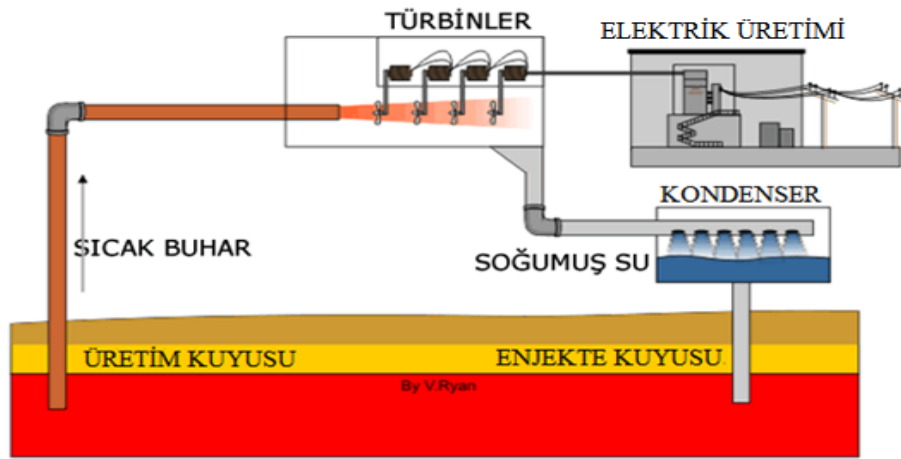 TÜRBİNLER
ELEKTRİK ÜRETİMİ
KONDENSER
SICAK BUHAR
SOĞUMUŞ SU
ÜRETİM KUYUSU
ENJEKTE KUYUSU
By V.Ryan